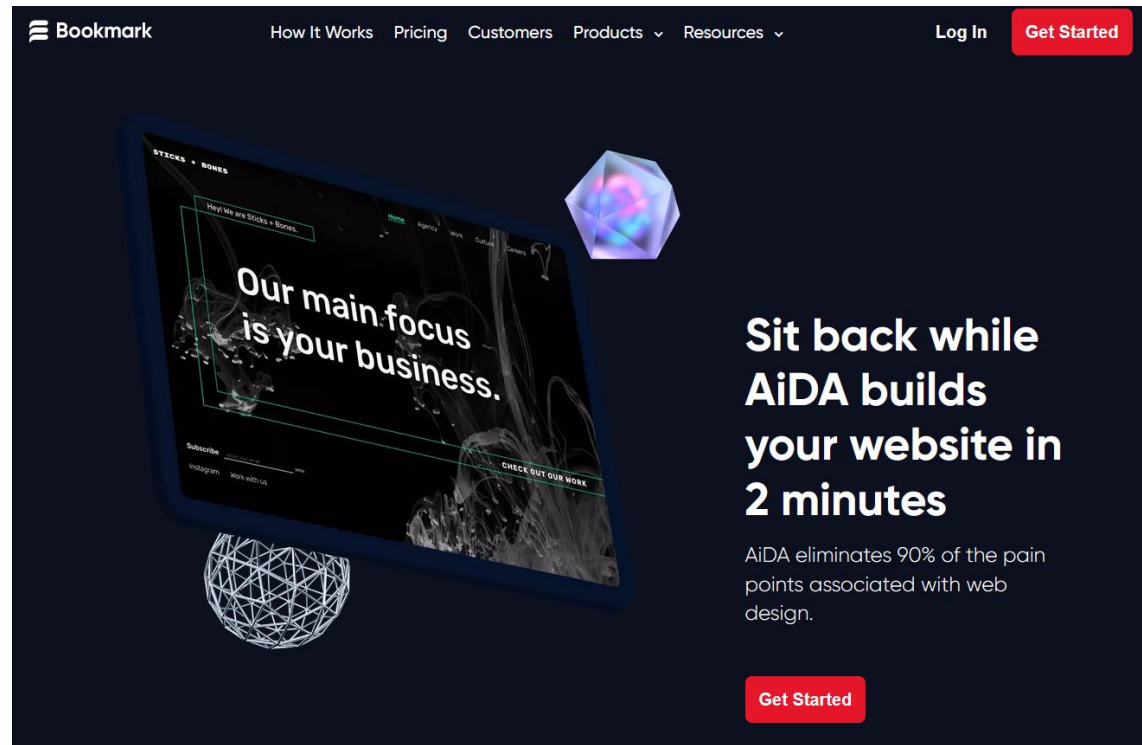 Bookmark
How It Works Pricing Customers Products Resources
Log In
Get Started
STICKS + BONES
Hey! We are Sticks + Bones.
Home Agency Work Culture Careers
Our main focus
is your business.
Subscribe
Instagram Work with us
CHECK OUT OUR WORK
Sit back while
AiDA builds
your website in
2 minutes
AiDA eliminates 90% of the pain
points associated with web
design.
Get Started